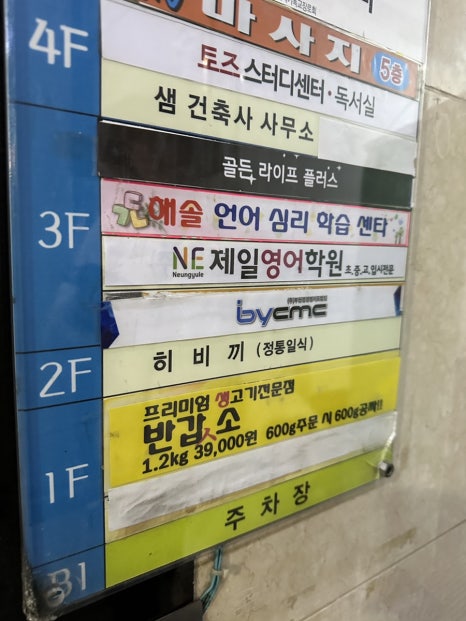 마사지
5층
4F
토즈 스터디센터·독서실
샘 건축사 사무소
골든 라이프 플러스
3F
해솔 언어 심리 학습 센타
NE 제일영어학원 초.중.고.입시전문
Neungyule
bycmc
2F
히비끼 (정통일식)
프리미엄 생고기전문점
반값소
1.2kg 39,000원 600g주문 시 600g공짜!!
1F
주차장
B1